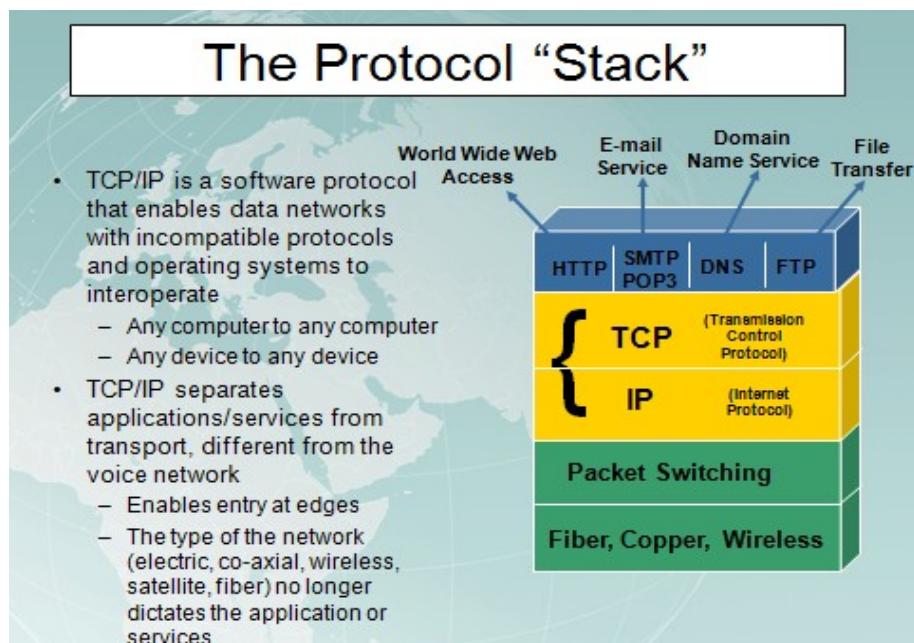 The Protocol “Stack”
• TCP/IP is a software protocol
that enables data networks
with incompatible protocols
and operating systems to
interoperate
– Any computer to any computer
– Any device to any device
• TCP/IP separates
applications/services from
transport, different from the
voice network
– Enables entry at edges
– The type of the network
(electric, co-axial, wireless,
satellite, fiber) no longer
dictates the application or
services
World Wide Web
Access
E-mail
Service
Domain
Name Service
File
Transfer
HTTP
SMTP
POP3
DNS
FTP
TCP
(Transmission
Control
Protocol)
IP
(Internet
Protocol)
Packet Switching
Fiber, Copper, Wireless